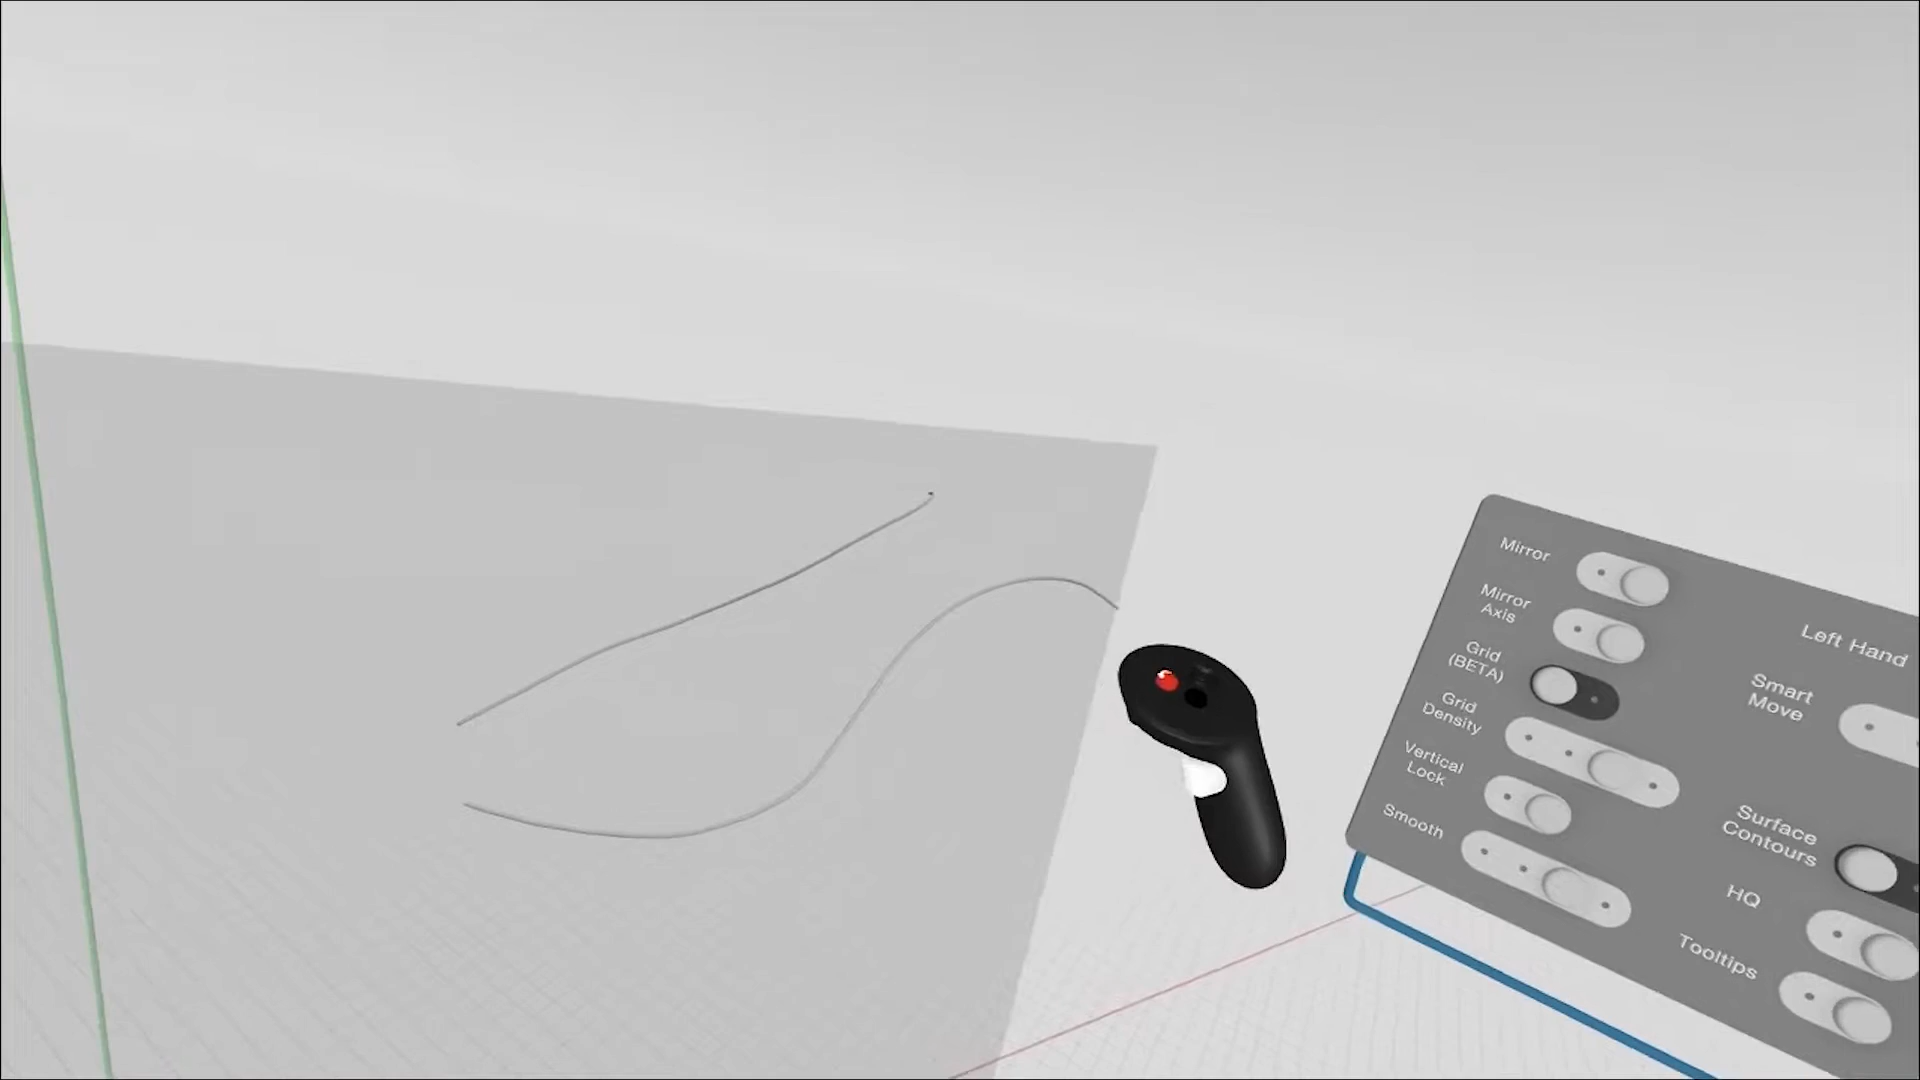 Mirror
Mirror
Axis
Grid
(BETA)
Grid
Density
Vertical
Lock
Smooth
Left Hand
Smart
Move
Surface
Contours
HQ
Tooltips